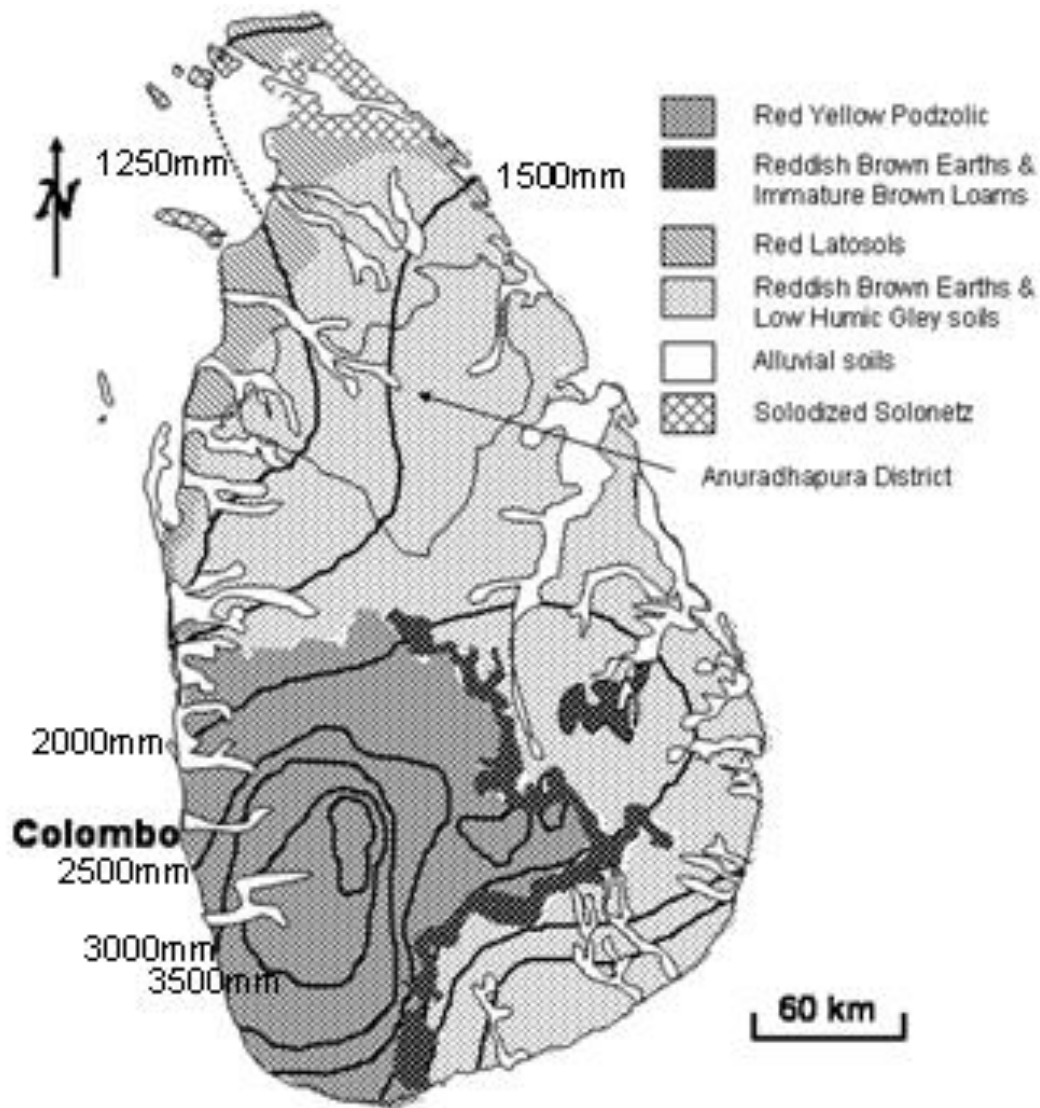 Red Yellow Podzolic
Reddish Brown Earths &
Immature Brown Loams
Red Latosols
Reddish Brown Earths &
Low Humic Gley soils
Alluvial soils
Solodized Solonetz
Anuradhapura District
N
1250mm
1500mm
2000mm
Colombo
2500mm
3000mm
3500mm
60 km